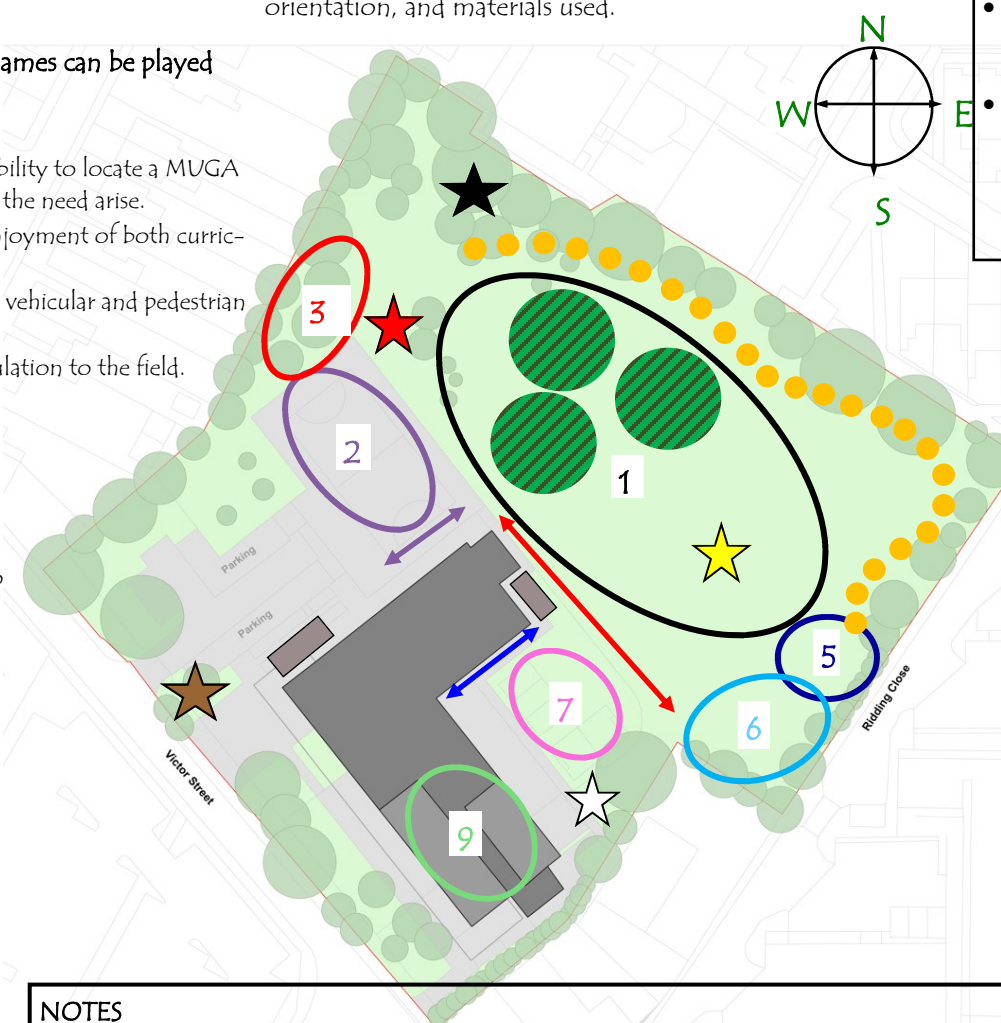 orientation, and materials used.
ames can be played
bility to locate a MUGA
the need arise.
joyment of both curric-
vehicular and pedestrian
ulation to the field.
N
W
E
S
3
2
1
Parking
Parking
5
6
7
9
Ridding Close
Victor Street
NOTES